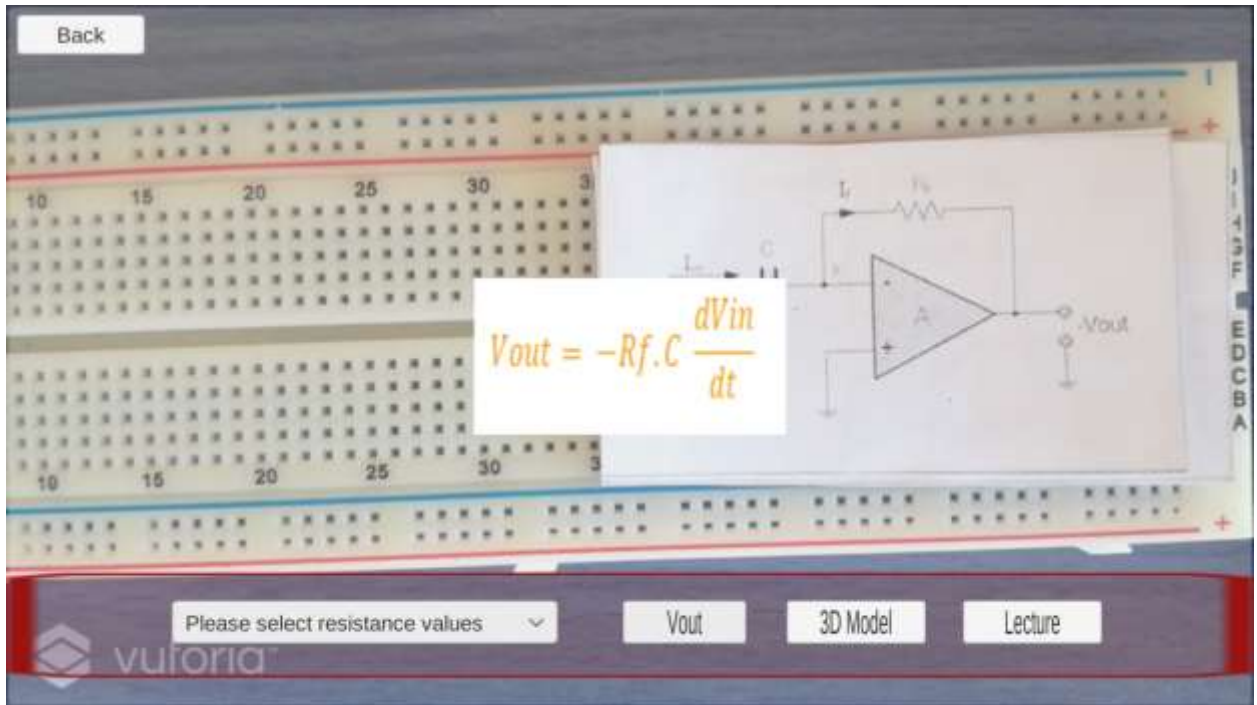 Back
-
+
10 15 20 25 30
I
C
-
A
+
-Vout
Vout = -Rf.C dVin
dt
F
E
D
C
B
A
10 15 20 25 30
+
Please select resistance values
Vout
3D Model
Lecture
vuforia™